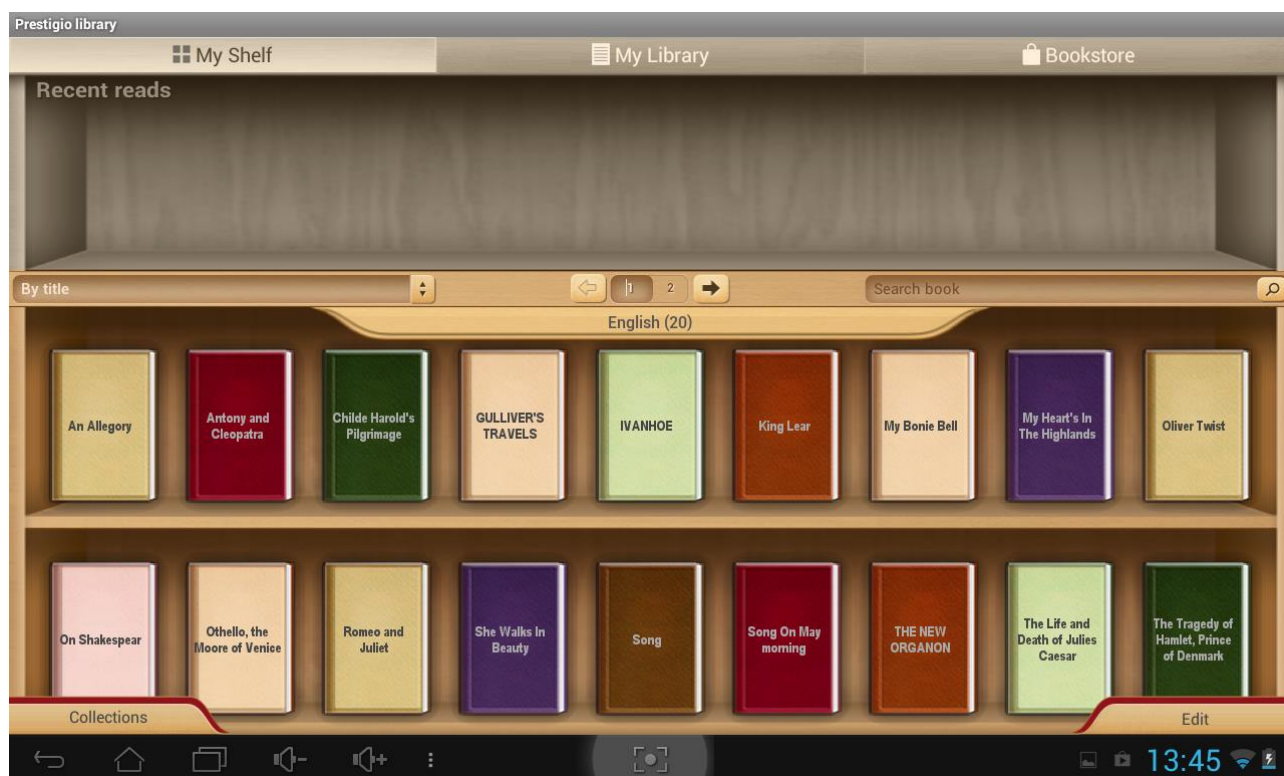 Prestigio library
My Shelf
My Library
Bookstore
Recent reads
By title
1
2
Search book
English (20)
An Allegory
Antony and
Cleopatra
Childe Harold's
Pilgrimage
GULLIVER'S
TRAVELS
IVANHOE
King Lear
My Bonie Bell
My Heart's In
The Highlands
Oliver Twist
On Shakespear
Othello, the
Moore of Venice
Romeo and
Juliet
She Walks In
Beauty
Song
Song On May
morning
THE NEW
ORGANON
The Life and
Death of Julies
Caesar
The Tragedy of
Hamlet, Prince
of Denmark
Collections
Edit
13:45